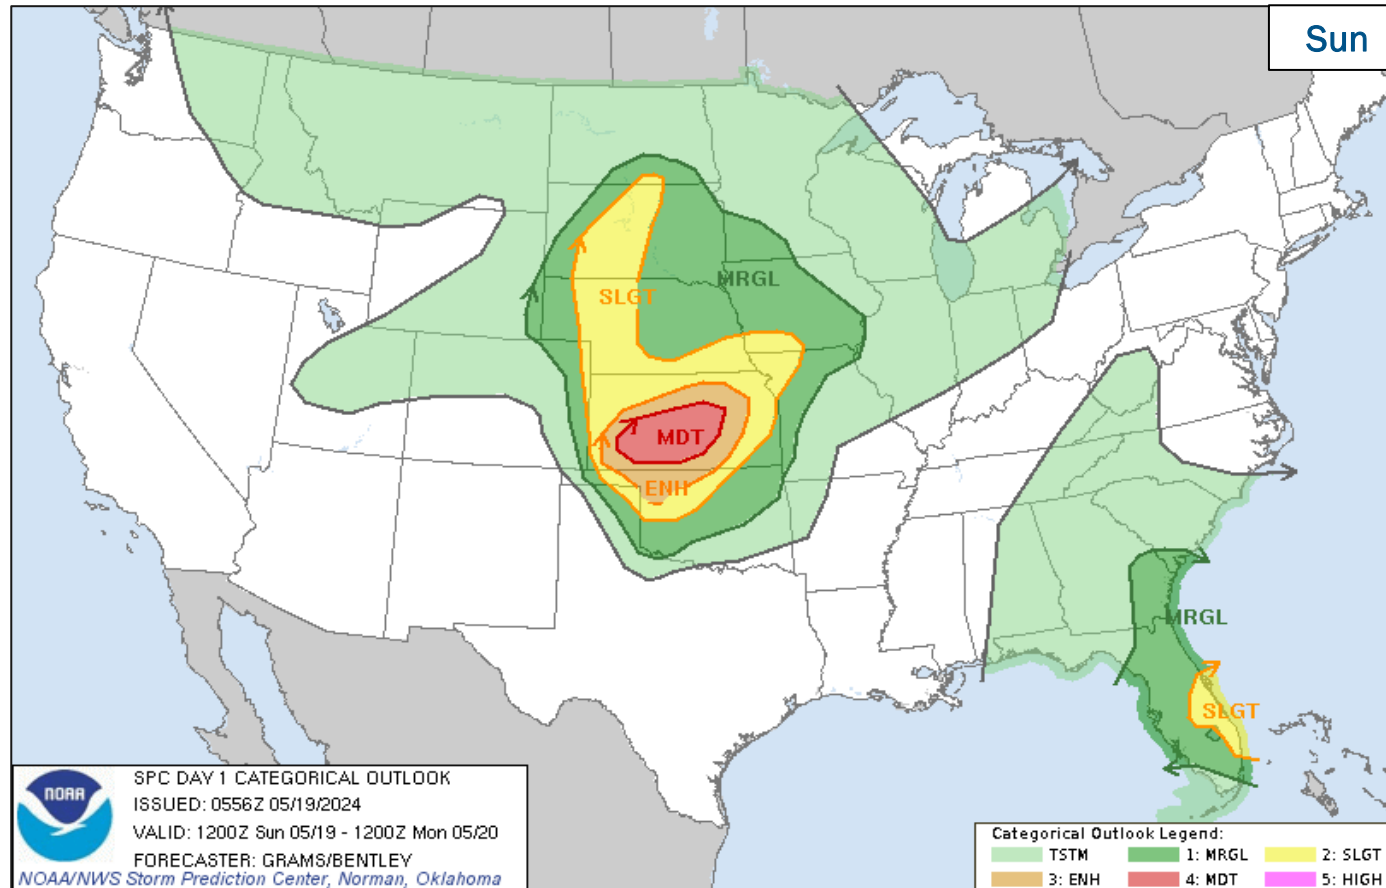 Sun
MRGL
SLGT
MDT
ENH
MRGL
SLGT
NOAA
SPC DAY 1 CATEGORICAL OUTLOOK
ISSUED: 0556Z 05/19/2024
VALID: 1200Z Sun 05/19 - 1200Z Mon 05/20
FORECASTER: GRAMS/BENTLEY
NOAA/NWS Storm Prediction Center, Norman, Oklahoma
Categorical Outlook Legend:
TSTM 1: MRGL 2: SLGT
3: ENH 4: MDT 5: HIGH